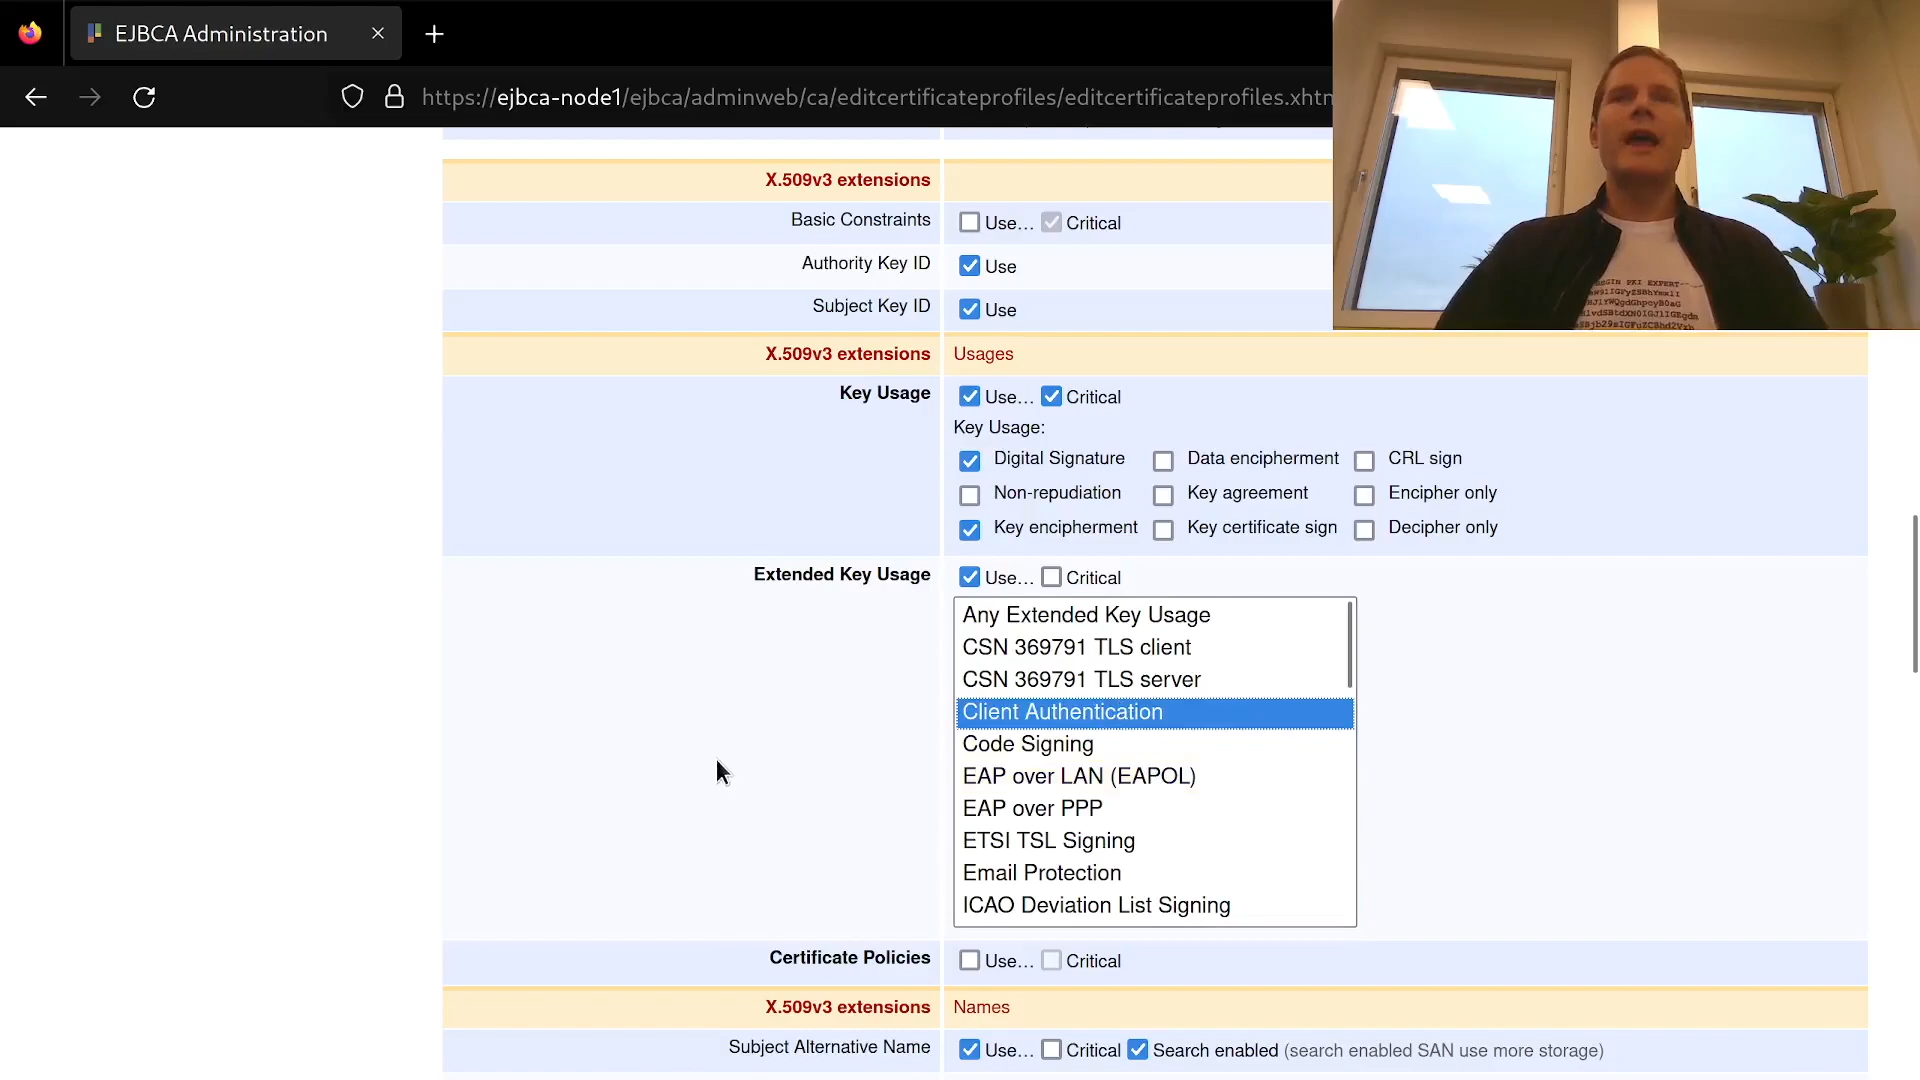 EJBCA Administration
https://ejbca-node1/ejbca/adminweb/ca/editcertificateprofiles/editcertificateprofiles.xhtm
X.509v3 extensions
Basic Constraints Use... Critical
Authority Key ID Use
Subject Key ID Use
X.509v3 extensions Usages
Key Usage Use... Critical
Key Usage:
Digital Signature Data encipherment CRL sign
Non-repudiation Key agreement Encipher only
Key encipherment Key certificate sign Decipher only
Extended Key Usage Use... Critical
Any Extended Key Usage
CSN 369791 TLS client
CSN 369791 TLS server
Client Authentication
Code Signing
EAP over LAN (EAPOL)
EAP over PPP
ETSI TSL Signing
Email Protection
ICAO Deviation List Signing
Certificate Policies Use... Critical
X.509v3 extensions Names
Subject Alternative Name Use... Critical Search enabled (search enabled SAN use more storage)
PKI EXPERT